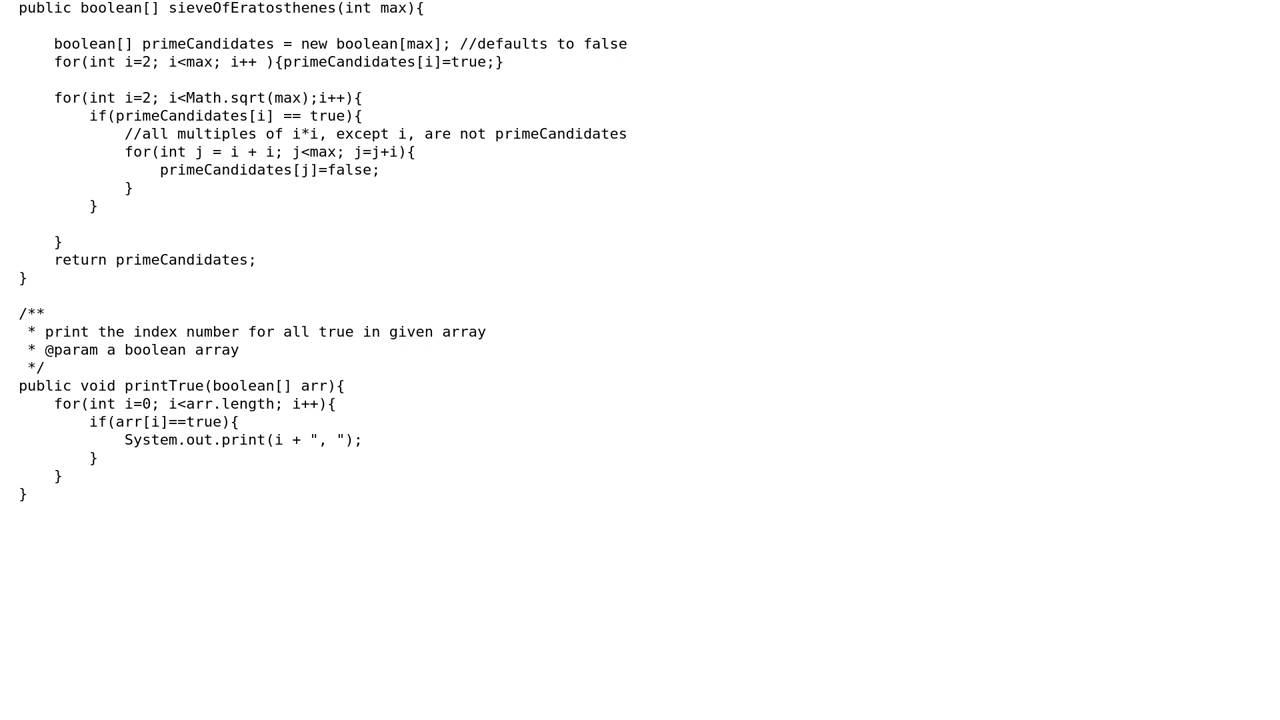 public boolean[] sieveOfEratosthenes(int max){
boolean[] primeCandidates = new boolean[max]; //defaults to false
for(int i=2; i<max; i++ ){primeCandidates[i]=true;}
for(int i=2; i<Math.sqrt(max);i++){
if(primeCandidates[i] == true){
//all multiples of i*i, except i, are not primeCandidates
for(int j = i + i; j<max; j=j+i){
primeCandidates[j]=false;
}
}
}
return primeCandidates;
}
/**
* print the index number for all true in given array
* @param a boolean array
*/
public void printTrue(boolean[] arr){
for(int i=0; i<arr.length; i++){
if(arr[i]==true){
System.out.print(i + ", ");
}
}
}